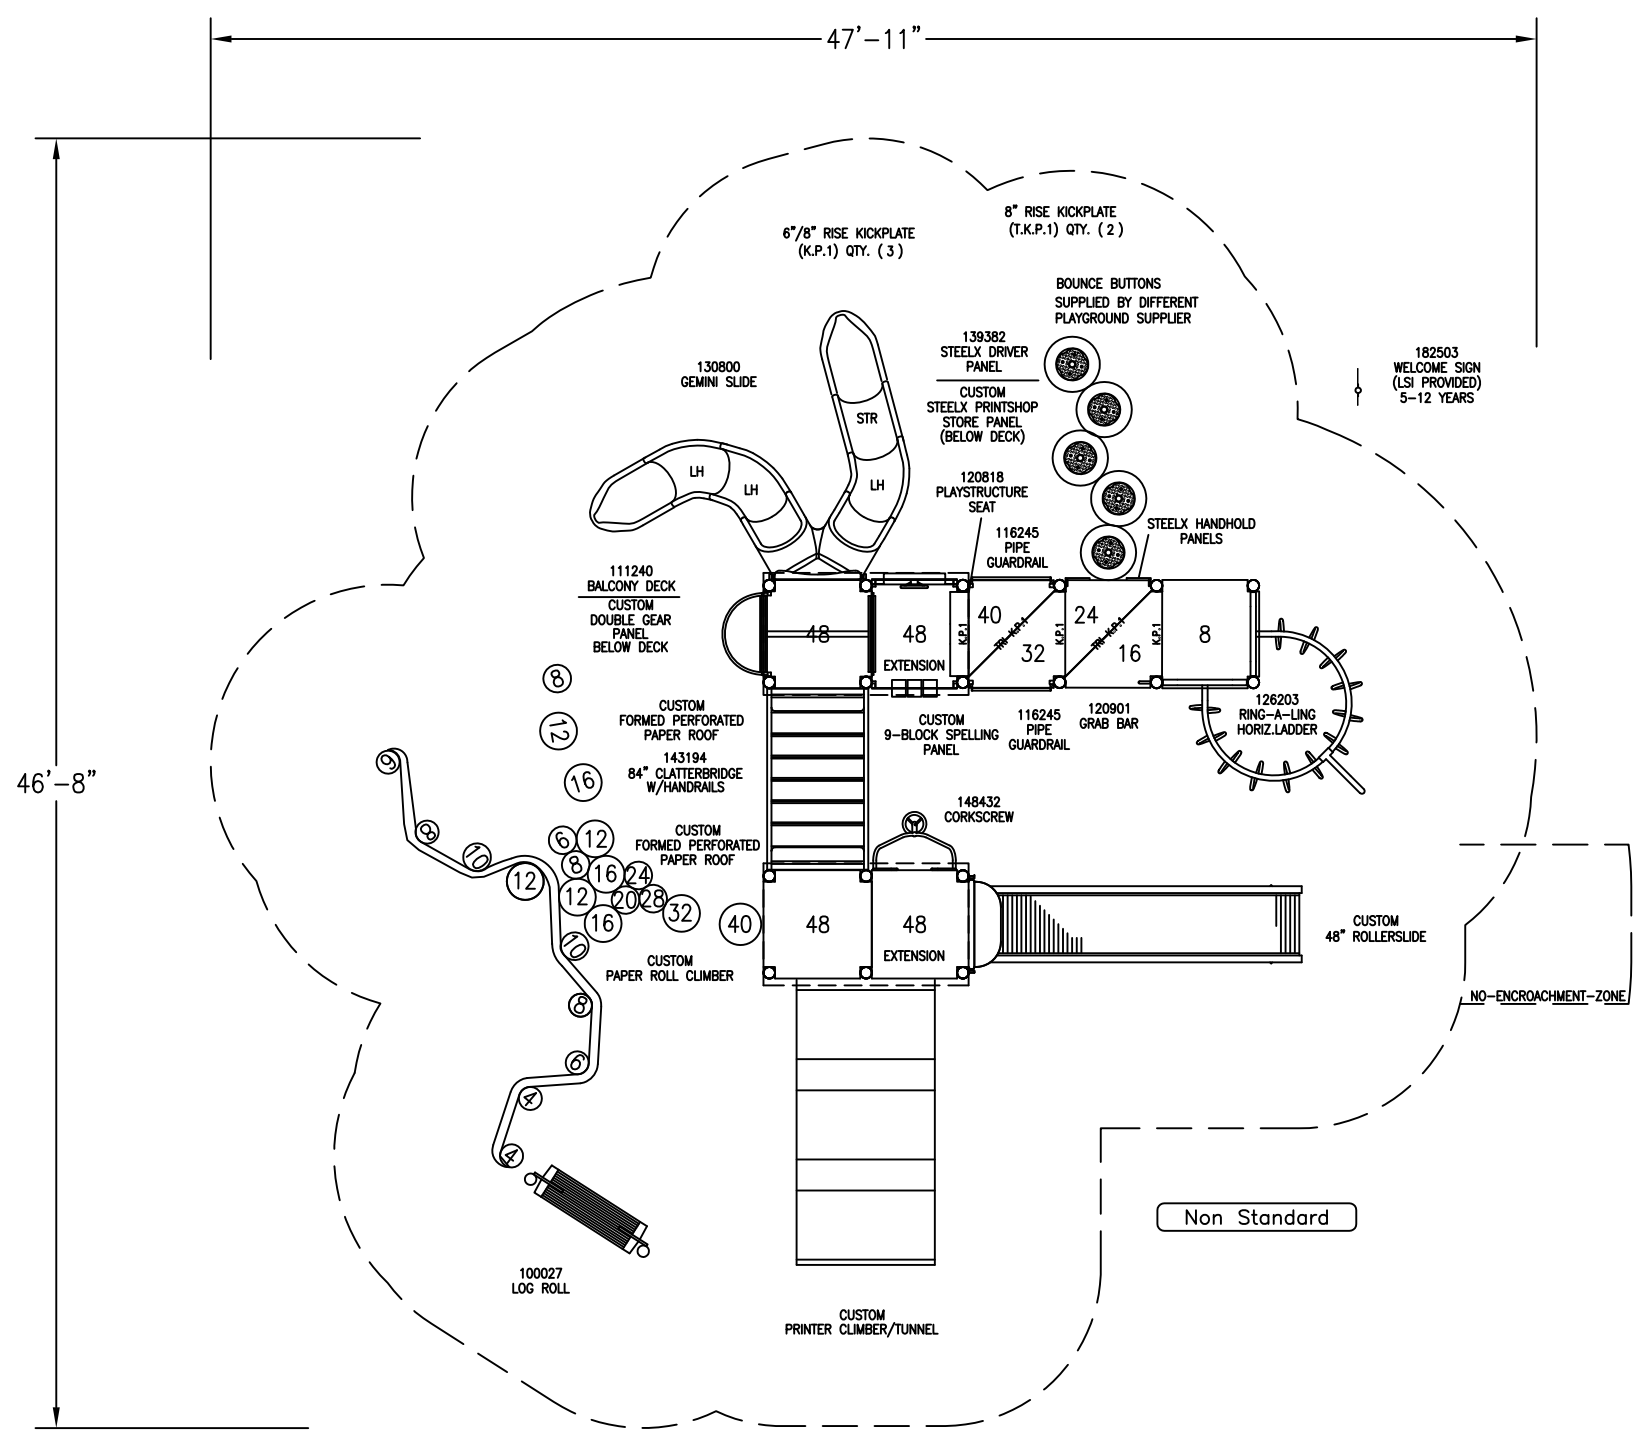 47'-11"
46'-8"
6"/8" RISE KICKPLATE
(K.P.1) QTY. ( 3 )
8" RISE KICKPLATE
(T.K.P.1) QTY. ( 2 )
BOUNCE BUTTONS
SUPPLIED BY DIFFERENT
PLAYGROUND SUPPLIER
139382
STEELX DRIVER
PANEL
CUSTOM
STEELX PRINTSHOP
STORE PANEL
(BELOW DECK)
182503
WELCOME SIGN
(LSI PROVIDED)
5-12 YEARS
130800
GEMINI SLIDE
STR
LH
LH
LH
120818
PLAYSTRUCTURE
SEAT
116245
PIPE
GUARDRAIL
STEELX HANDHOLD
PANELS
111240
BALCONY DECK
CUSTOM
DOUBLE GEAR
PANEL
BELOW DECK
48
48
EXTENSION
K.P.1
40
TRI-K.P.1
32
K.P.1
24
TRI-K.P.1
16
K.P.1
8
126203
RING-A-LING
HORIZ.LADDER
CUSTOM
FORMED PERFORATED
PAPER ROOF
143194
84" CLATTERBRIDGE
W/HANDRAILS
CUSTOM
9-BLOCK SPELLING
PANEL
116245
PIPE
GUARDRAIL
120901
GRAB BAR
148432
CORKSCREW
CUSTOM
FORMED PERFORATED
PAPER ROOF
8
12
16
6
12
8
16
24
12
20
28
16
32
40
6
8
10
12
10
8
6
4
4
48
48
EXTENSION
CUSTOM
48" ROLLERSLIDE
CUSTOM
PAPER ROLL CLIMBER
NO-ENCROACHMENT-ZONE
Non Standard
100027
LOG ROLL
CUSTOM
PRINTER CLIMBER/TUNNEL